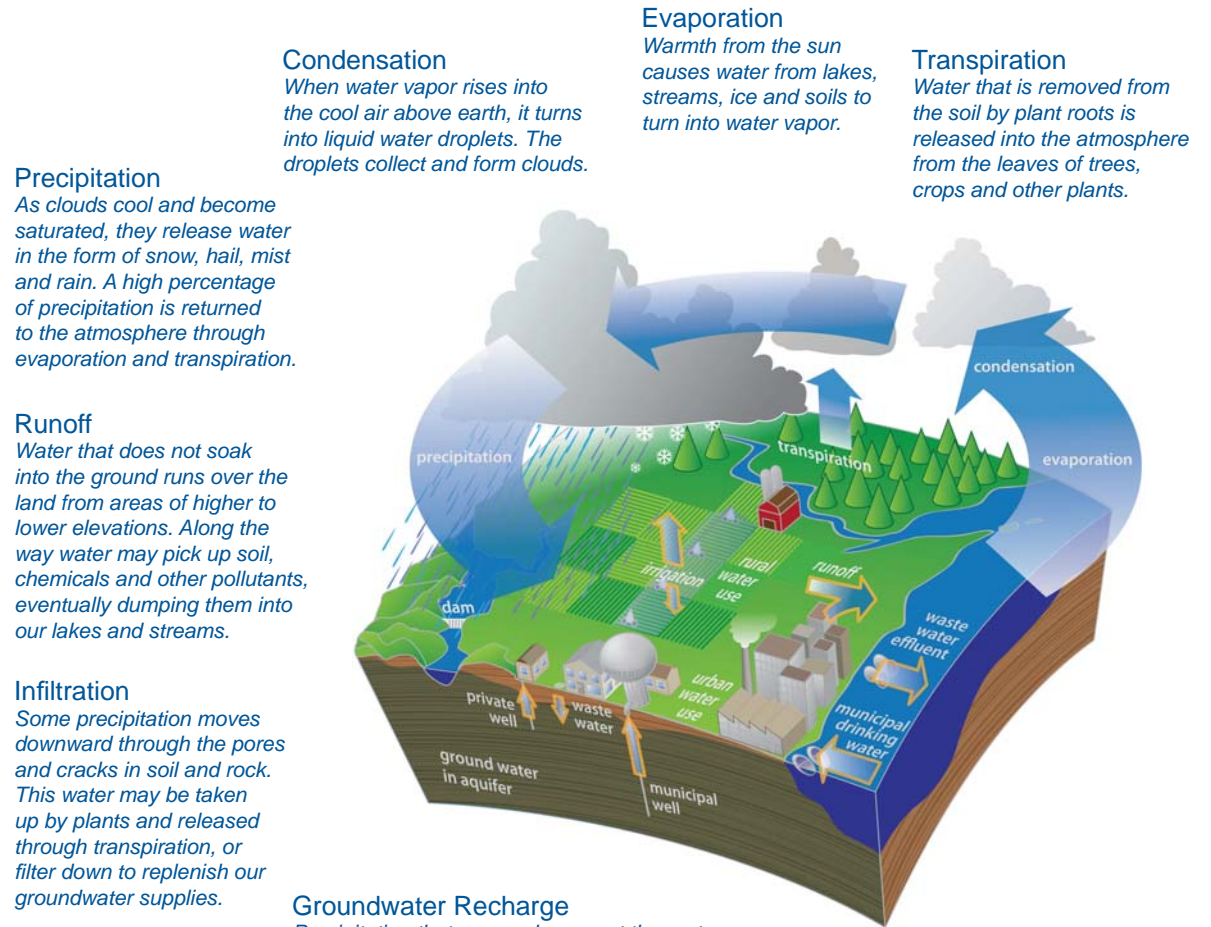 Evaporation
Warmth from the sun
causes water from lakes,
streams, ice and soils to
turn into water vapor.
Condensation
When water vapor rises into
the cool air above earth, it turns
into liquid water droplets. The
droplets collect and form clouds.
Transpiration
Water that is removed from
the soil by plant roots is
released into the atmosphere
from the leaves of trees,
crops and other plants.
Precipitation
As clouds cool and become
saturated, they release water
in the form of snow, hail, mist
and rain. A high percentage
of precipitation is returned
to the atmosphere through
evaporation and transpiration.
Runoff
Water that does not soak
into the ground runs over the
land from areas of higher to
lower elevations. Along the
way water may pick up soil,
chemicals and other pollutants,
eventually dumping them into
our lakes and streams.
Infiltration
Some precipitation moves
downward through the pores
and cracks in soil and rock.
This water may be taken
up by plants and released
through transpiration, or
filter down to replenish our
groundwater supplies.
condensation
precipitation
transpiration
evaporation
irrigation
rural
water
use
runoff
dam
waste
water
effluent
private
well
waste
water
urban
water
use
municipal
drinking
water
ground water
in aquifer
municipal
well
Groundwater Recharge